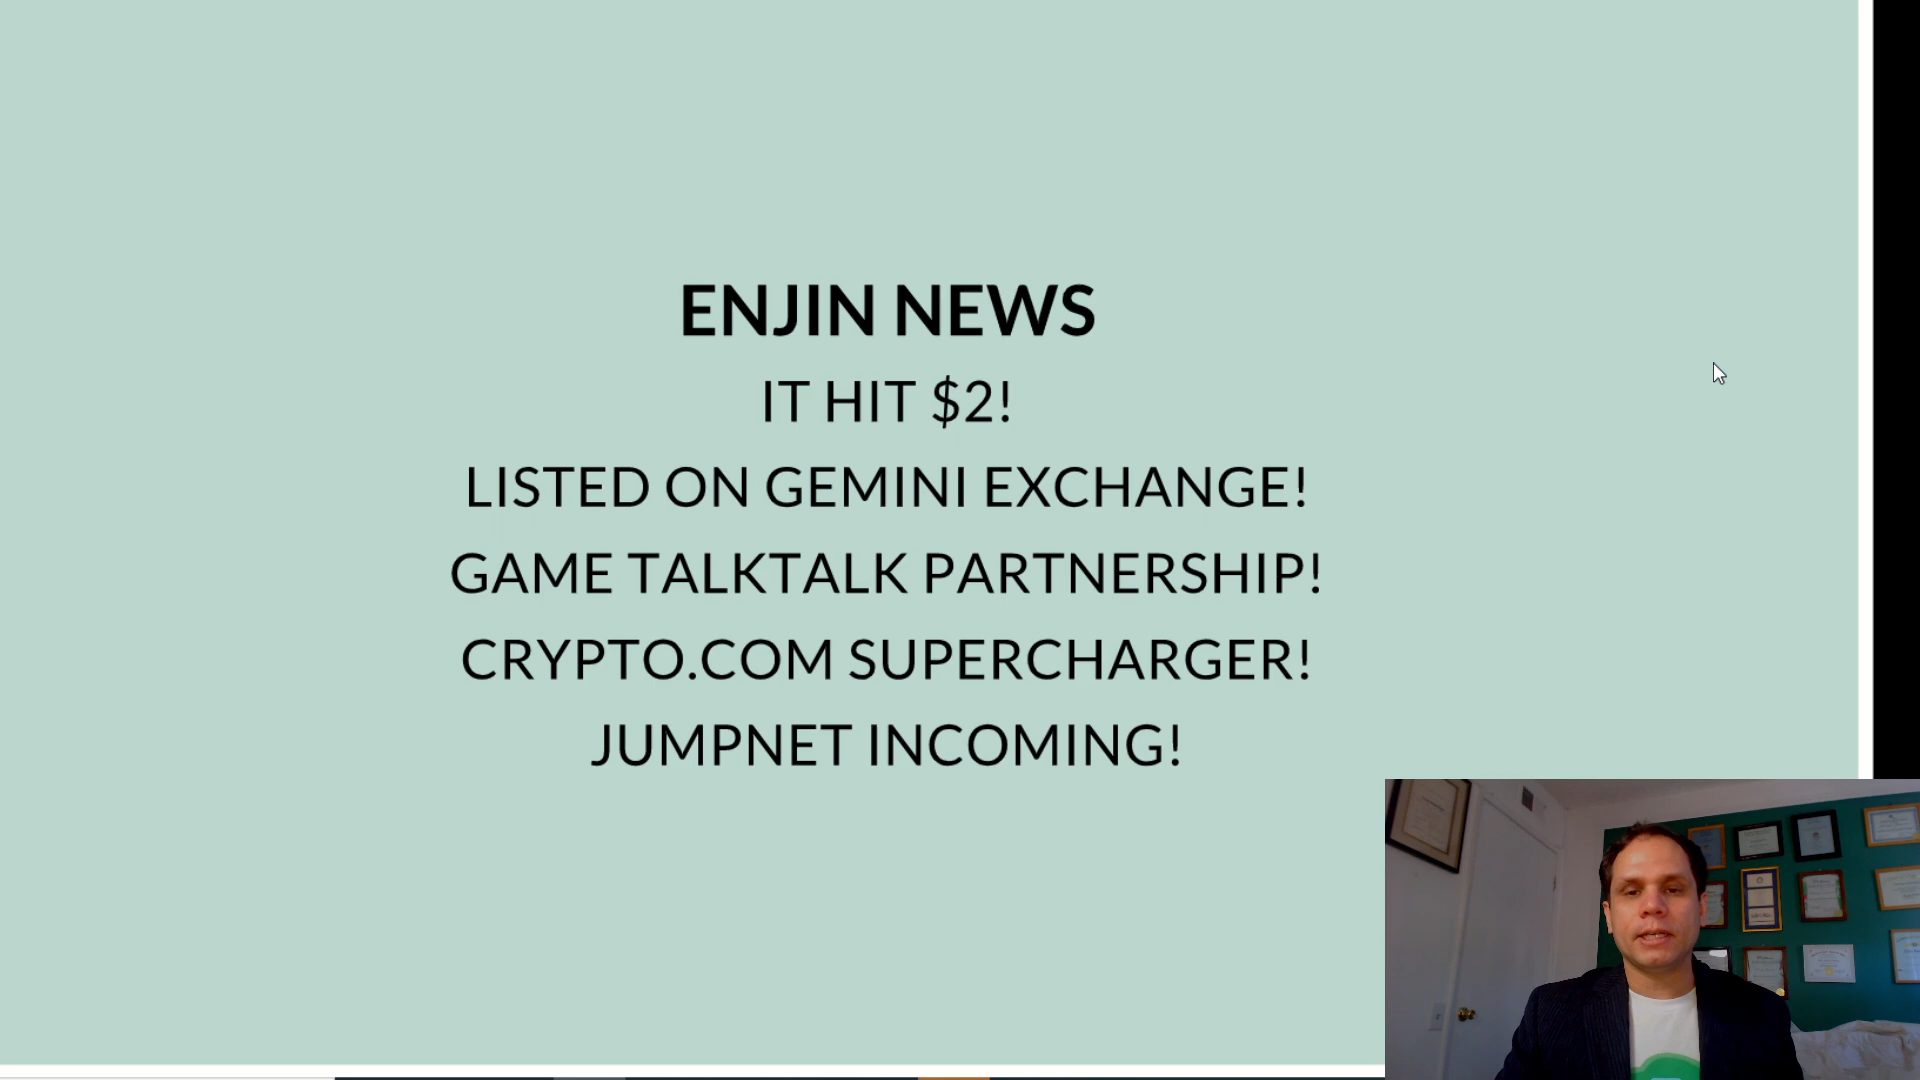 ENJIN NEWS
IT HIT $2!
LISTED ON GEMINI EXCHANGE!
GAME TALKTALK PARTNERSHIP!
CRYPTO.COM SUPERCHARGER!
JUMPNET INCOMING!